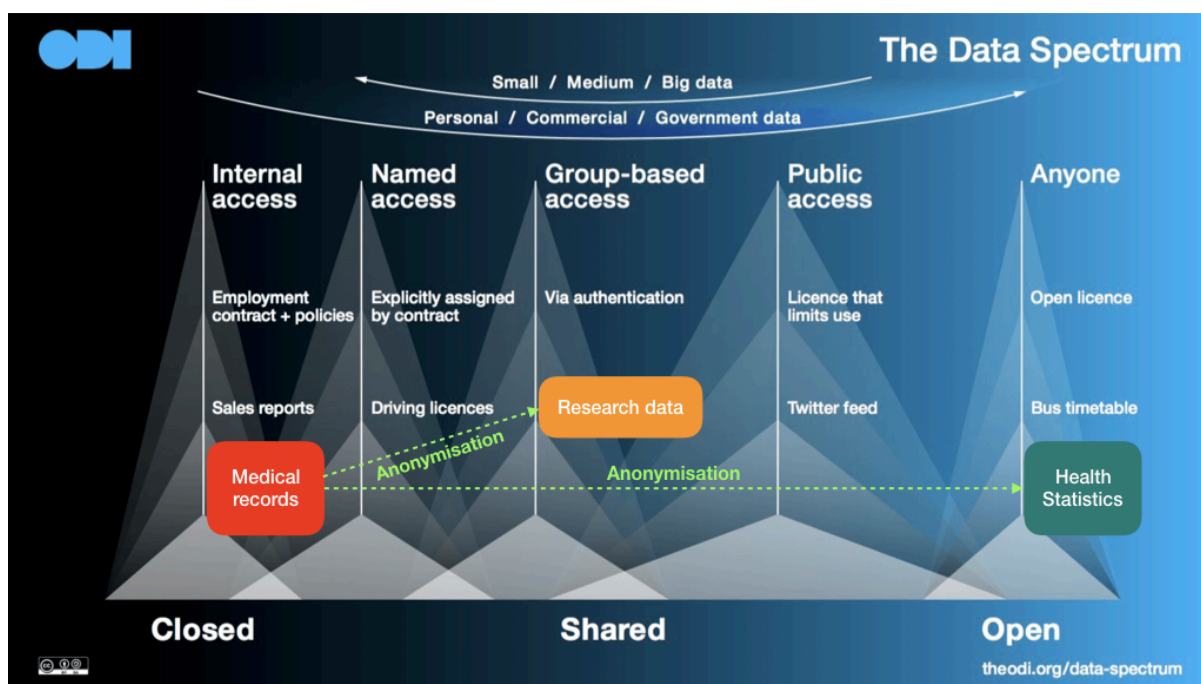 ODI
The Data Spectrum
Small / Medium / Big data
Personal / Commercial / Government data
Internal
access
Named
access
Group-based
access
Public
access
Anyone
Employment
contract + policies
Explicitly assigned
by contract
Via authentication
Licence that
limits use
Open licence
Sales reports
Driving licences
Research data
Twitter feed
Bus timetable
Anonymisation
Medical
records
Anonymisation
Health
Statistics
Closed
Shared
Open
theodi.org/data-spectrum